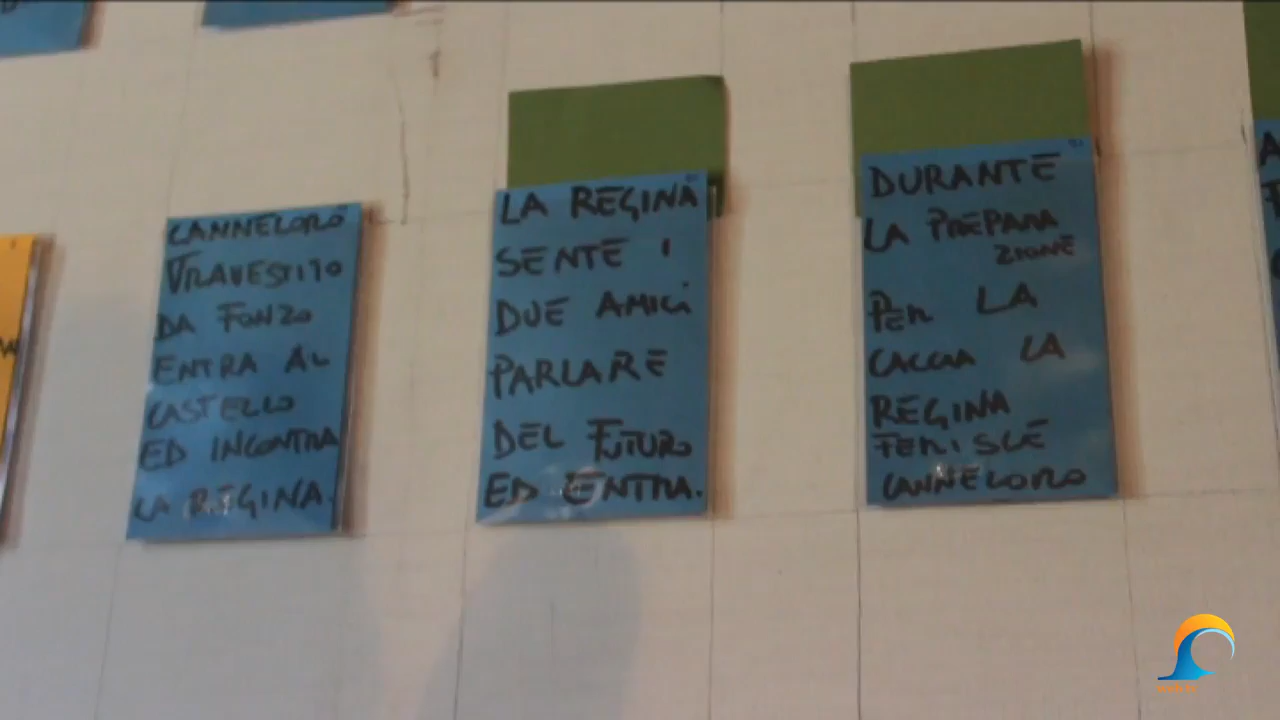 CANNELORO
TRAVESTITO
DA FONZO
ENTRA AL
CASTELLO
ED INCONTRA
LA REGINA.
LA REGINA
SENTE I
DUE AMICI
PARLARE
DEL FUTURO
ED ENTRA.
DURANTE
LA PREPARA
ZIONE
PER LA
CACCIA LA
REGINA
FERISCE
CANNELORO